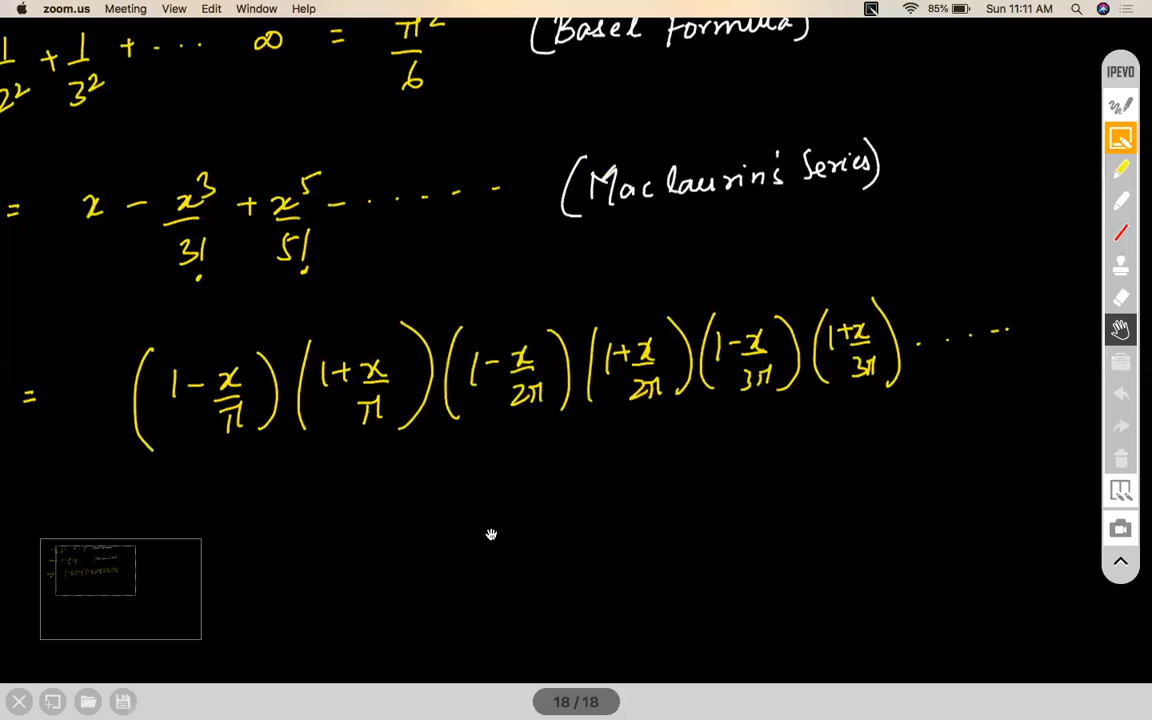 zoom.us Meeting View Edit Window Help 85% Sun 11:11 AM
1/2² + 1/3² + ... ∞ = π²/6 (Basel formula)
IPEVO
= x - x³/3! + x⁵/5! - ...... (Maclaurin's Series)
= (1 - x/π)(1 + x/π)(1 - x/2π)(1 + x/2π)(1 - x/3π)(1 + x/3π) ......
18 / 18